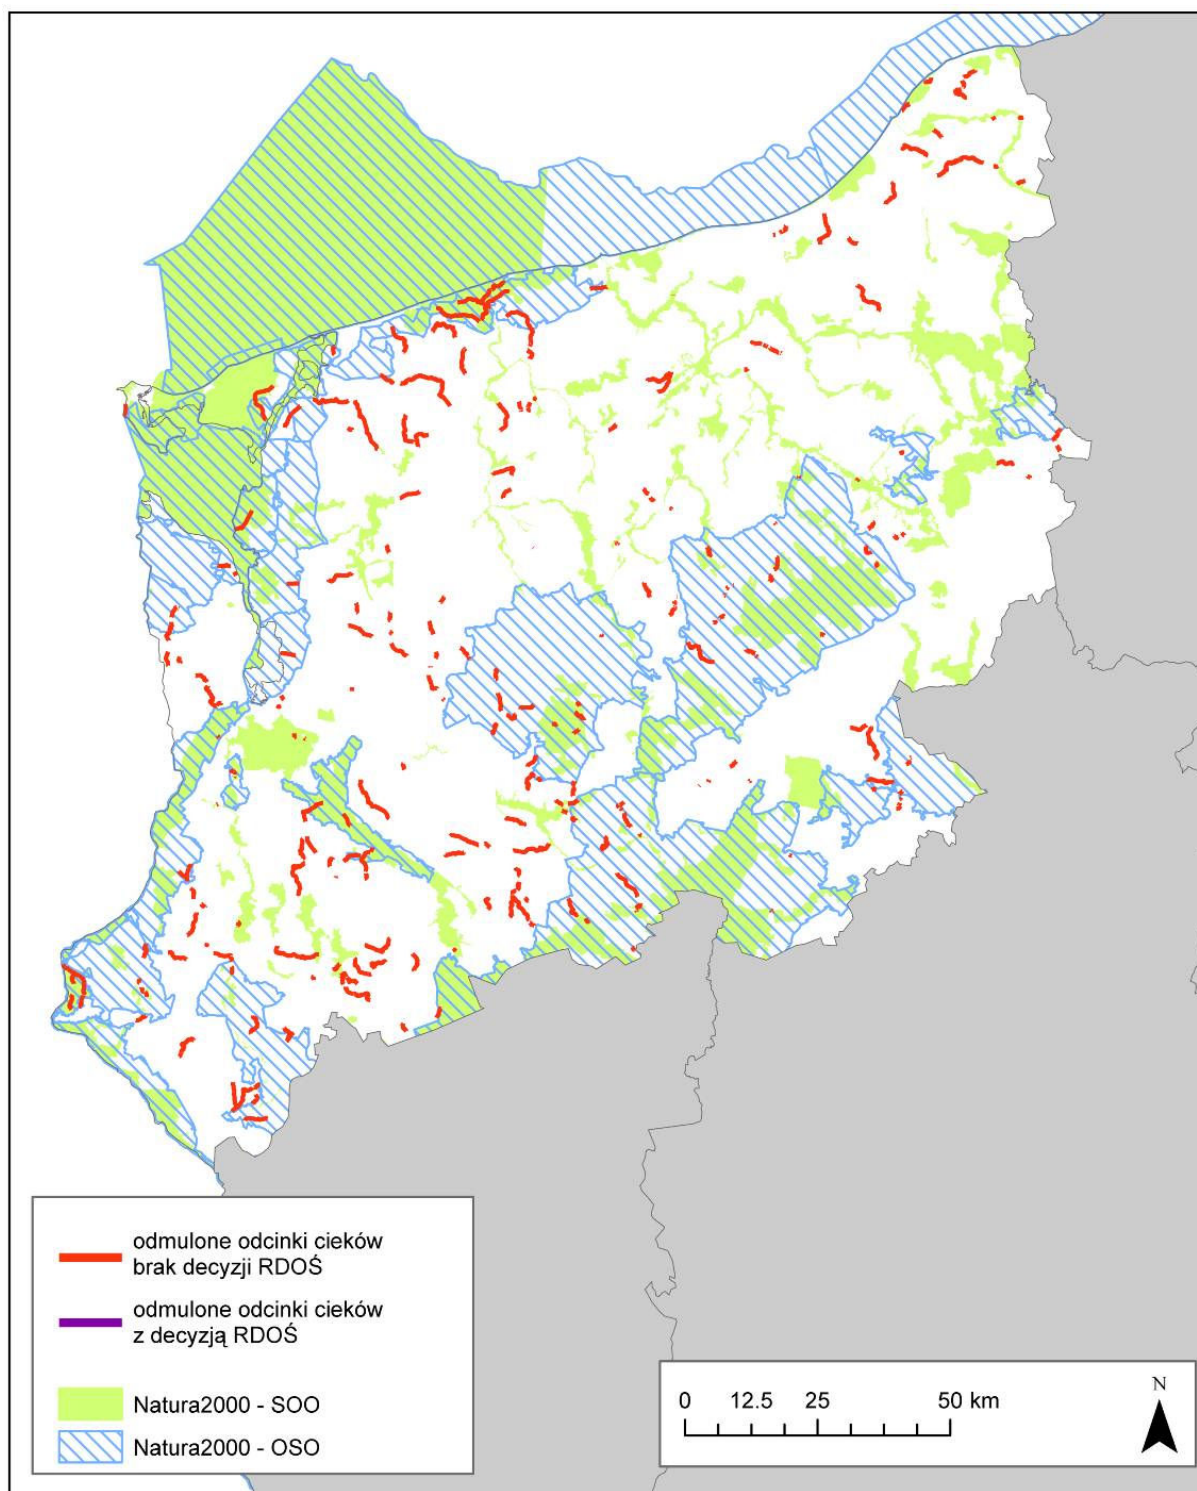 odmulone odcinki cieków
brak decyzji RDOŚ
odmulone odcinki cieków
z decyzją RDOŚ
Natura2000 - SOO
Natura2000 - OSO
0 12.5 25 50 km
N